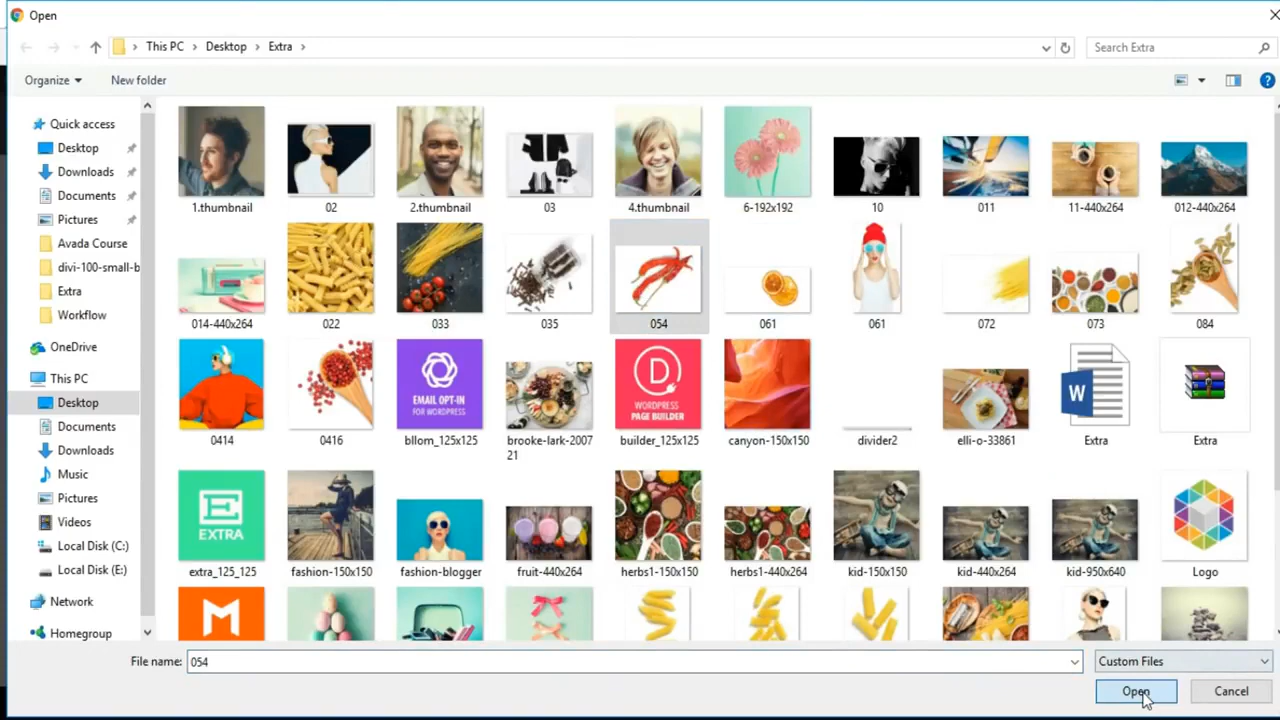 Open
This PC
Desktop
Extra
Search Extra
Organize
New folder
Quick access
Desktop
Downloads
Documents
Pictures
Avada Course
divi-100-small-b
Extra
Workflow
OneDrive
This PC
Desktop
Documents
Downloads
Music
Pictures
Videos
Local Disk (C:)
Local Disk (E:)
Network
Homegroup
1.thumbnail
02
2.thumbnail
03
4.thumbnail
6-192x192
10
011
11-440x264
012-440x264
014-440x264
022
033
035
054
061
061
072
073
084
EMAIL OPT-IN
FOR WORDPRESS
D
WORDPRESS
PAGE BUILDER
W
0414
0416
bllom_125x125
brooke-lark-2007
21
builder_125x125
canyon-150x150
divider2
elli-o-33861
Extra
Extra
E
EXTRA
extra_125_125
fashion-150x150
fashion-blogger
fruit-440x264
herbs1-150x150
herbs1-440x264
kid-150x150
kid-440x264
kid-950x640
Logo
M
File name:
054
Custom Files
Open
Cancel